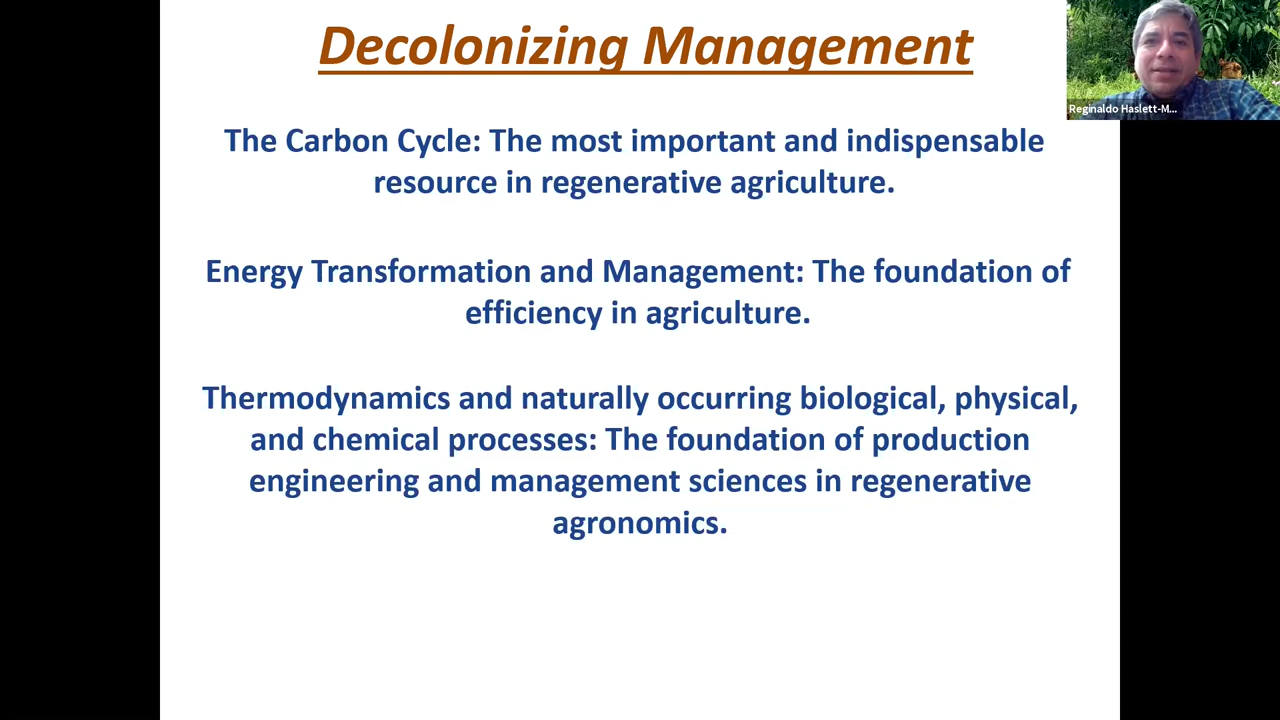 Decolonizing Management
Reginaldo Haslett-M...
The Carbon Cycle: The most important and indispensable
resource in regenerative agriculture.
Energy Transformation and Management: The foundation of
efficiency in agriculture.
Thermodynamics and naturally occurring biological, physical,
and chemical processes: The foundation of production
engineering and management sciences in regenerative
agronomics.